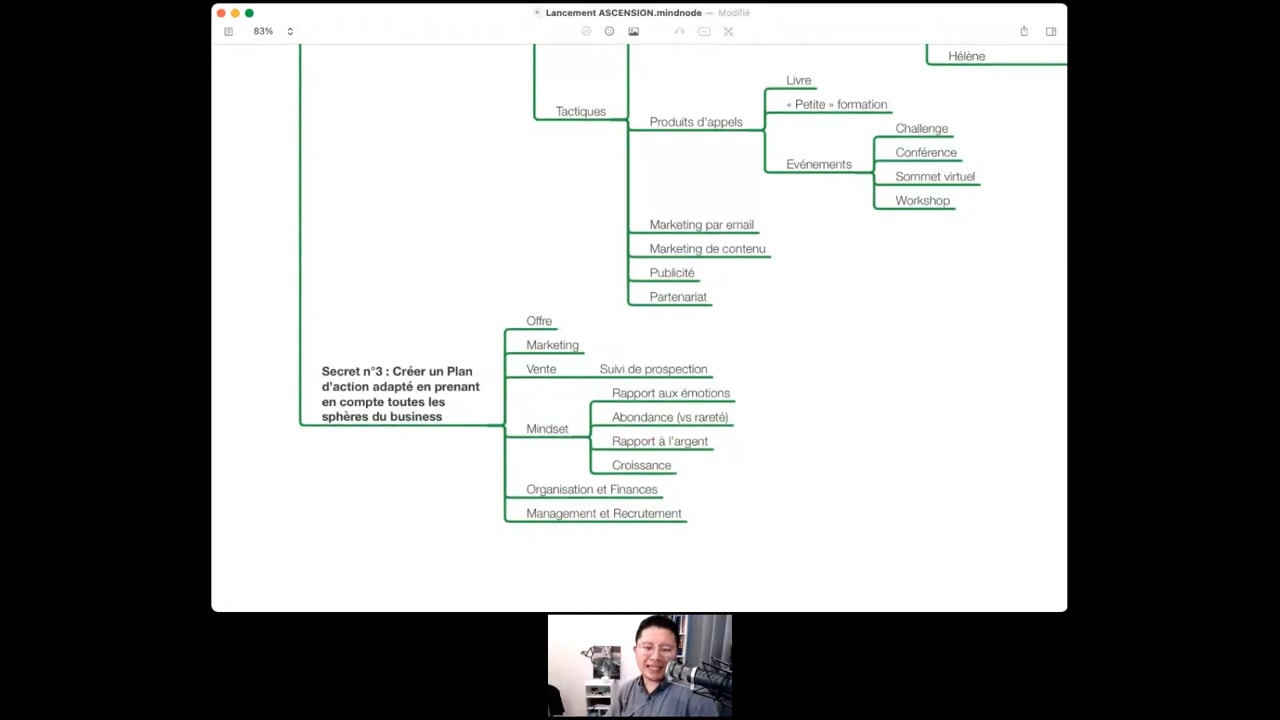 Lancement ASCENSION.mindnode — Modifié
83%
Hélène
Livre
« Petite » formation
Tactiques
Produits d'appels
Challenge
Conférence
Evénements
Sommet virtuel
Workshop
Marketing par email
Marketing de contenu
Publicité
Partenariat
Secret n°3 : Créer un Plan
d'action adapté en prenant
en compte toutes les
sphères du business
Offre
Marketing
Vente
Suivi de prospection
Mindset
Rapport aux émotions
Abondance (vs rareté)
Rapport à l'argent
Croissance
Organisation et Finances
Management et Recrutement